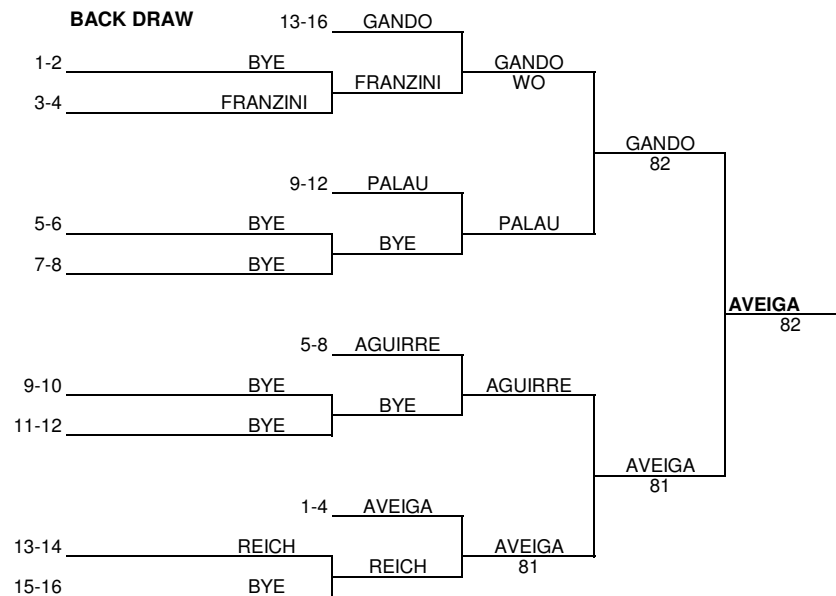 BACK DRAW 13-16 GANDO
1-2 BYE GANDO
FRANZINI WO
3-4 FRANZINI
GANDO
82
9-12 PALAU
5-6 BYE PALAU
BYE
7-8 BYE
AVEIGA
82
5-8 AGUIRRE
9-10 BYE AGUIRRE
BYE
11-12 BYE
AVEIGA
81
1-4 AVEIGA
13-14 REICH AVEIGA
REICH 81
15-16 BYE